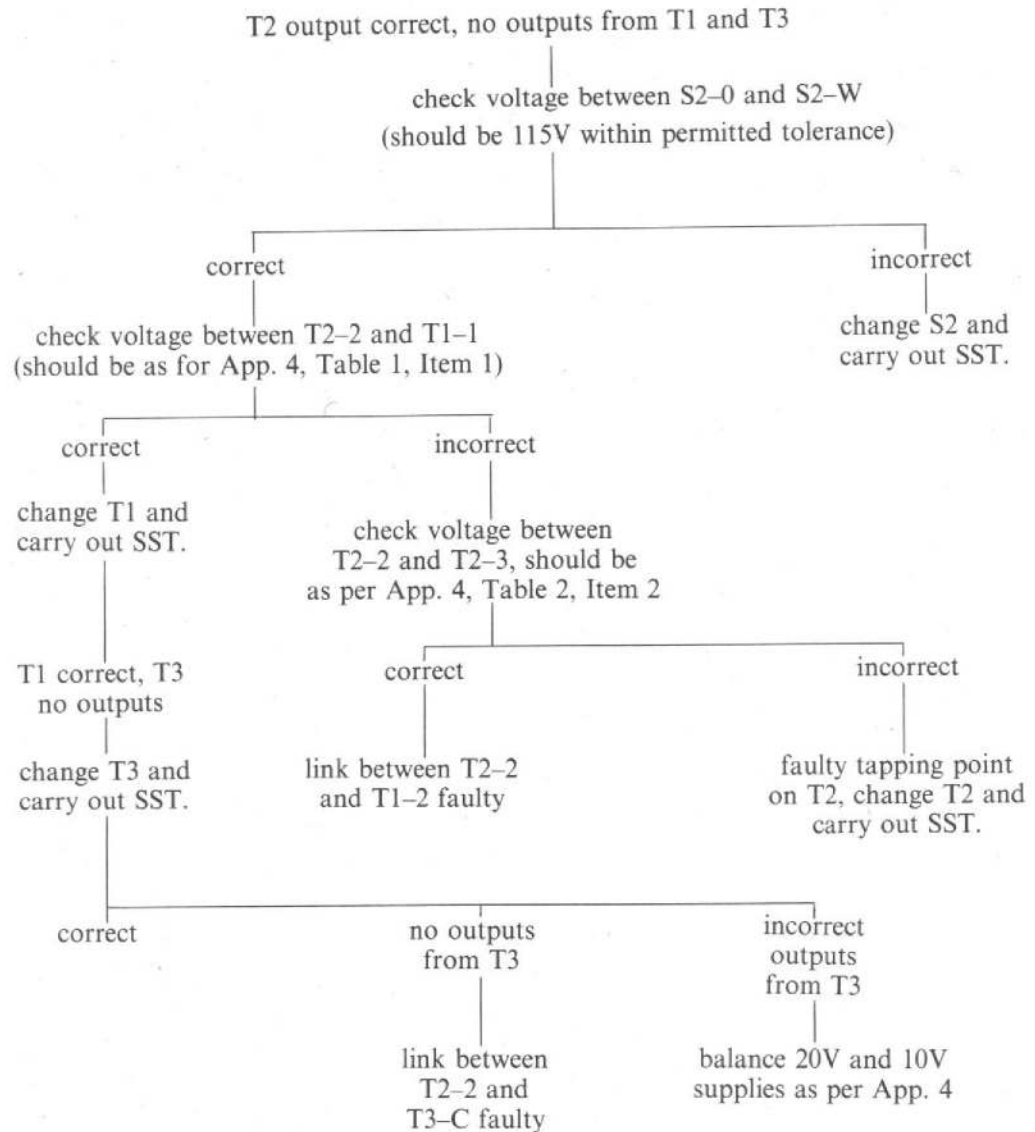 T2 output correct, no outputs from T1 and T3
check voltage between S2–0 and S2–W
(should be 115V within permitted tolerance)
correct
incorrect
check voltage between T2–2 and T1–1
(should be as for App. 4, Table 1, Item 1)
change S2 and
carry out SST.
correct
incorrect
change T1 and
carry out SST.
check voltage between
T2–2 and T2–3, should be
as per App. 4, Table 2, Item 2
T1 correct, T3
no outputs
correct
incorrect
change T3 and
carry out SST.
link between T2–2
and T1–2 faulty
faulty tapping point
on T2, change T2 and
carry out SST.
correct
no outputs
from T3
incorrect
outputs
from T3
link between
T2–2 and
T3–C faulty
balance 20V and 10V
supplies as per App. 4